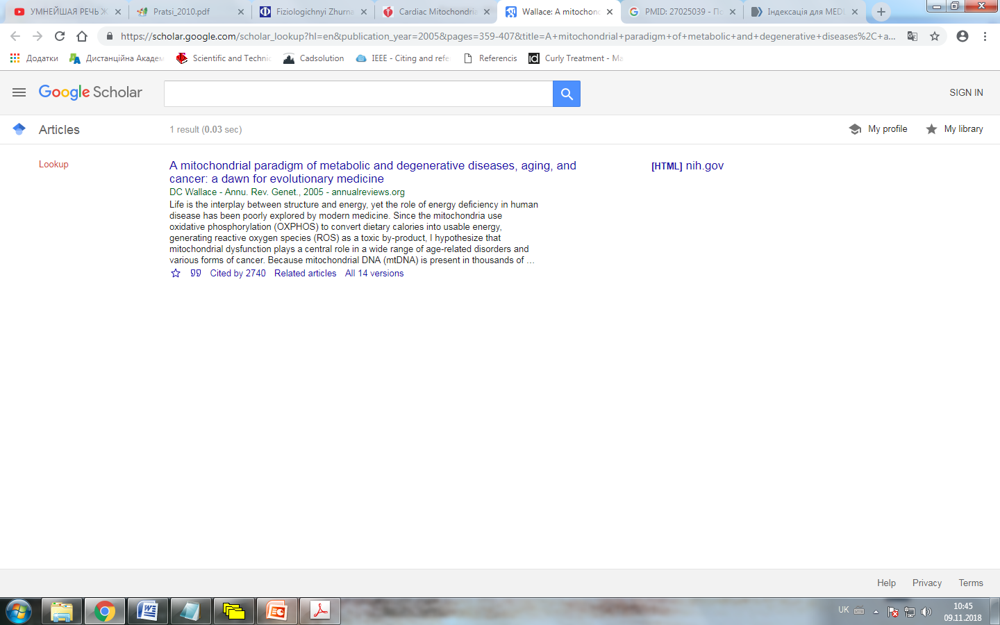 УМНЕЙШАЯ РЕЧЬ Ж
Pratsi_2010.pdf
Fiziologichnyi Zhurna
Cardiac Mitochondria
Wallace: A mitochond
PMID: 27025039 - По
Індексація для MEDL
https://scholar.google.com/scholar_lookup?hl=en&publication_year=2005&pages=359-407&title=A+mitochondrial+paradigm+of+metabolic+and+degenerative+diseases%2C+a...
Додатки
Дистанційна Академ
Scientific and Technic
Cadsolution
IEEE - Citing and refe
Referencis
Curly Treatment - Ma
Google Scholar
SIGN IN
Articles
1 result (0.03 sec)
My profile
My library
Lookup
A mitochondrial paradigm of metabolic and degenerative diseases, aging, and
cancer: a dawn for evolutionary medicine
[HTML] nih.gov
DC Wallace - Annu. Rev. Genet., 2005 - annualreviews.org
Life is the interplay between structure and energy, yet the role of energy deficiency in human
disease has been poorly explored by modern medicine. Since the mitochondria use
oxidative phosphorylation (OXPHOS) to convert dietary calories into usable energy,
generating reactive oxygen species (ROS) as a toxic by-product, I hypothesize that
mitochondrial dysfunction plays a central role in a wide range of age-related disorders and
various forms of cancer. Because mitochondrial DNA (mtDNA) is present in thousands of …
Cited by 2740 Related articles All 14 versions
Help Privacy Terms
UK
10:45
09.11.2018